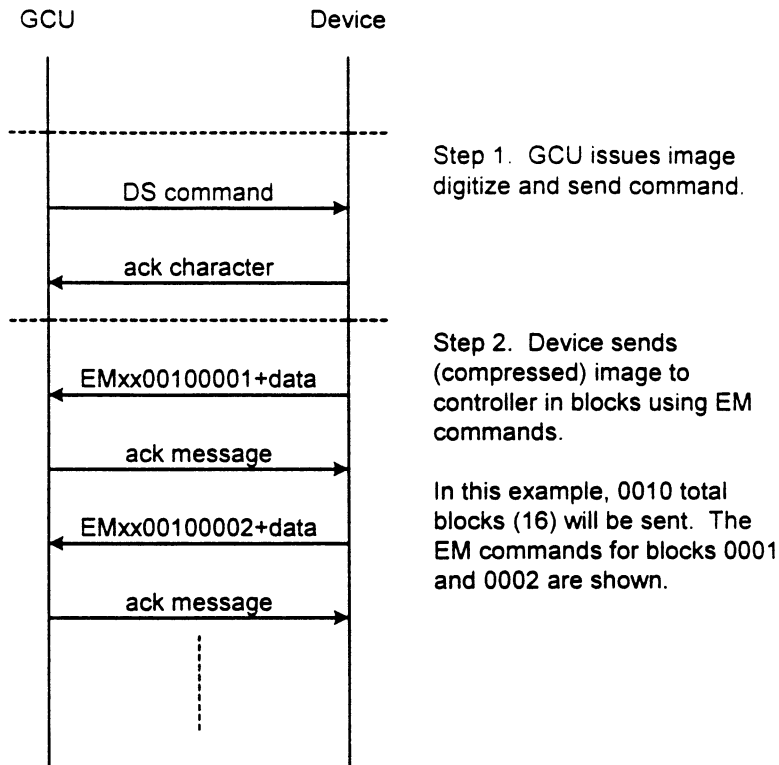 GCU Device
Step 1. GCU issues image
digitize and send command.
DS command
ack character
Step 2. Device sends
(compressed) image to
controller in blocks using EM
commands.
EMxx00100001+data
ack message
In this example, 0010 total
blocks (16) will be sent. The
EM commands for blocks 0001
and 0002 are shown.
EMxx00100002+data
ack message